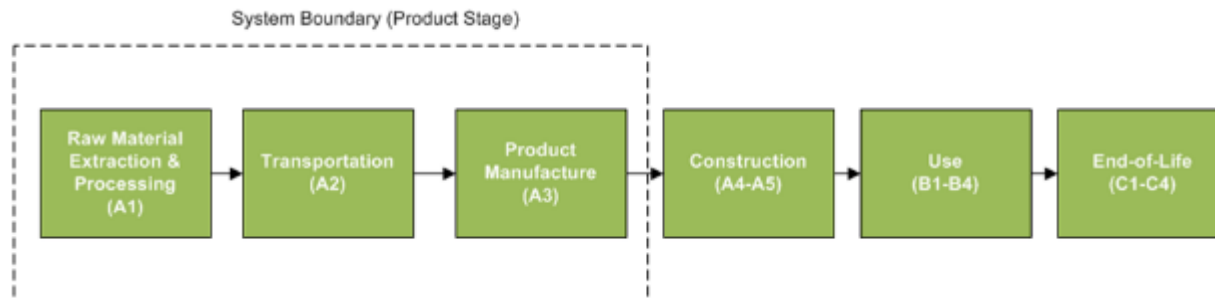 System Boundary (Product Stage)
Raw Material
Extraction &
Processing
(A1)
Transportation
(A2)
Product
Manufacture
(A3)
Construction
(A4-A5)
Use
(B1-B4)
End-of-Life
(C1-C4)